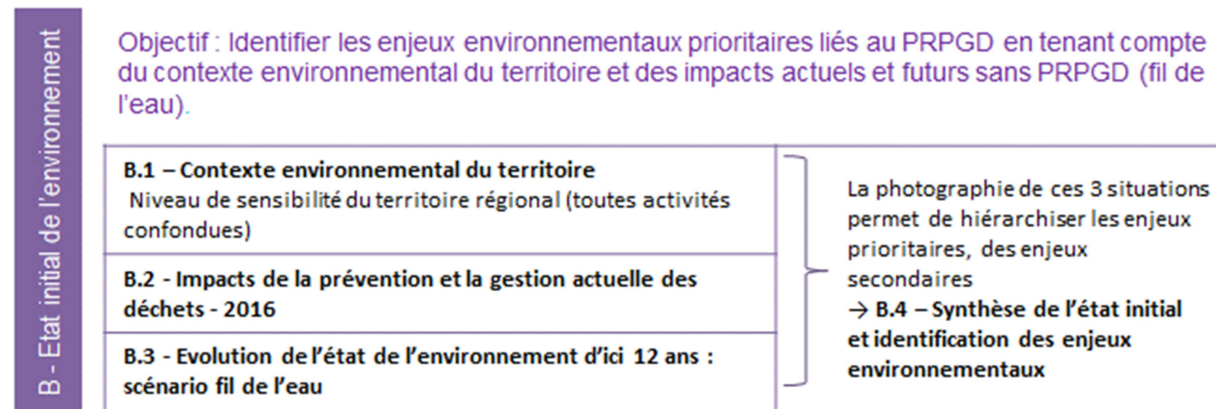 B - Etat initial de l'environnement
Objectif : Identifier les enjeux environnementaux prioritaires liés au PRPGD en tenant compte
du contexte environnemental du territoire et des impacts actuels et futurs sans PRPGD (fil de
l'eau).
B.1 – Contexte environnemental du territoire
Niveau de sensibilité du territoire régional (toutes activités
confondues)
B.2 - Impacts de la prévention et la gestion actuelle des
déchets - 2016
B.3 - Evolution de l'état de l'environnement d'ici 12 ans :
scénario fil de l'eau
La photographie de ces 3 situations
permet de hiérarchiser les enjeux
prioritaires, des enjeux
secondaires
→ B.4 – Synthèse de l'état initial
et identification des enjeux
environnementaux